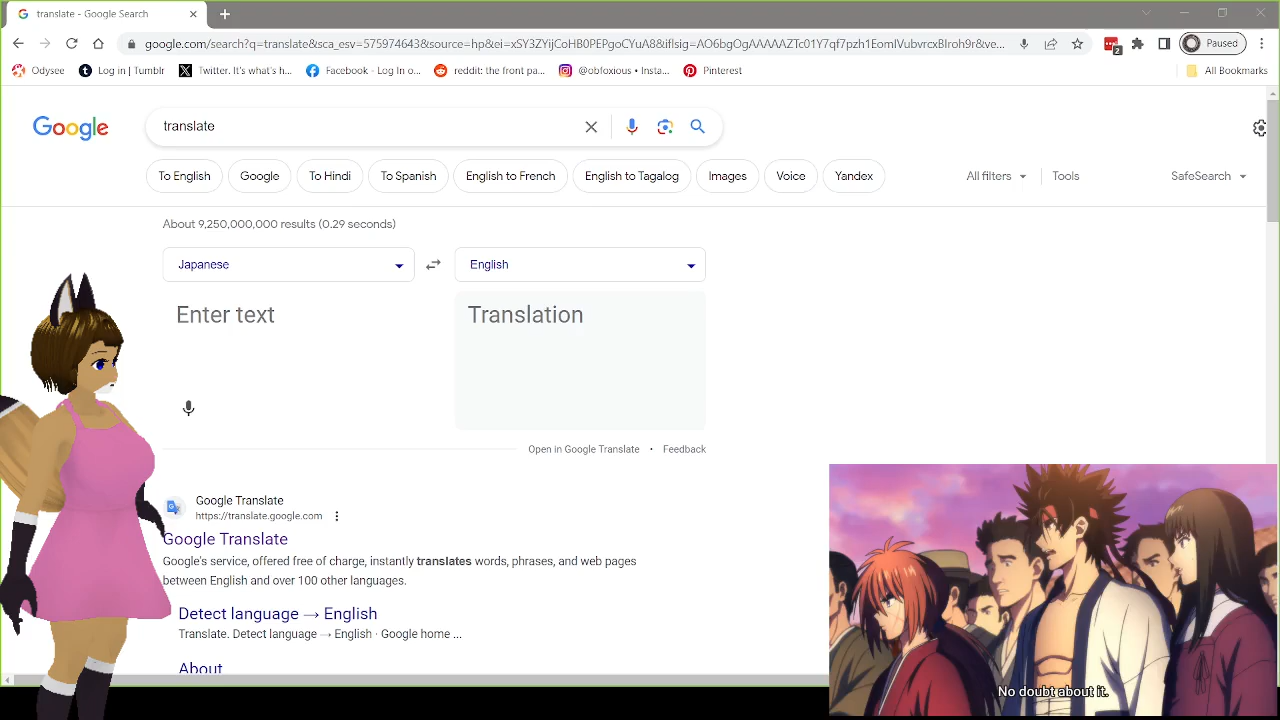 translate - Google Search
google.com/search?q=translate&sca_esv=575974643&source=hp&ei=xSY3ZYijCoHB0PEPgoCYuA8&iflsig=AO6bgOgAAAAAZTc01Y7qf7pzh1EomIVubvrcxBlroh9r&ve...
2
Paused
Odysee
Log in | Tumblr
Twitter. It's what's h...
Facebook - Log In o...
reddit: the front pa...
@obfoxious • Insta...
Pinterest
All Bookmarks
Google
translate
To English
Google
To Hindi
To Spanish
English to French
English to Tagalog
Images
Voice
Yandex
All filters
Tools
SafeSearch
About 9,250,000,000 results (0.29 seconds)
Japanese
English
Enter text
Translation
Open in Google Translate • Feedback
Google Translate
https://translate.google.com
Google Translate
Google's service, offered free of charge, instantly translates words, phrases, and web pages
between English and over 100 other languages.
Detect language → English
Translate. Detect language → English · Google home ...
About
No doubt about it.